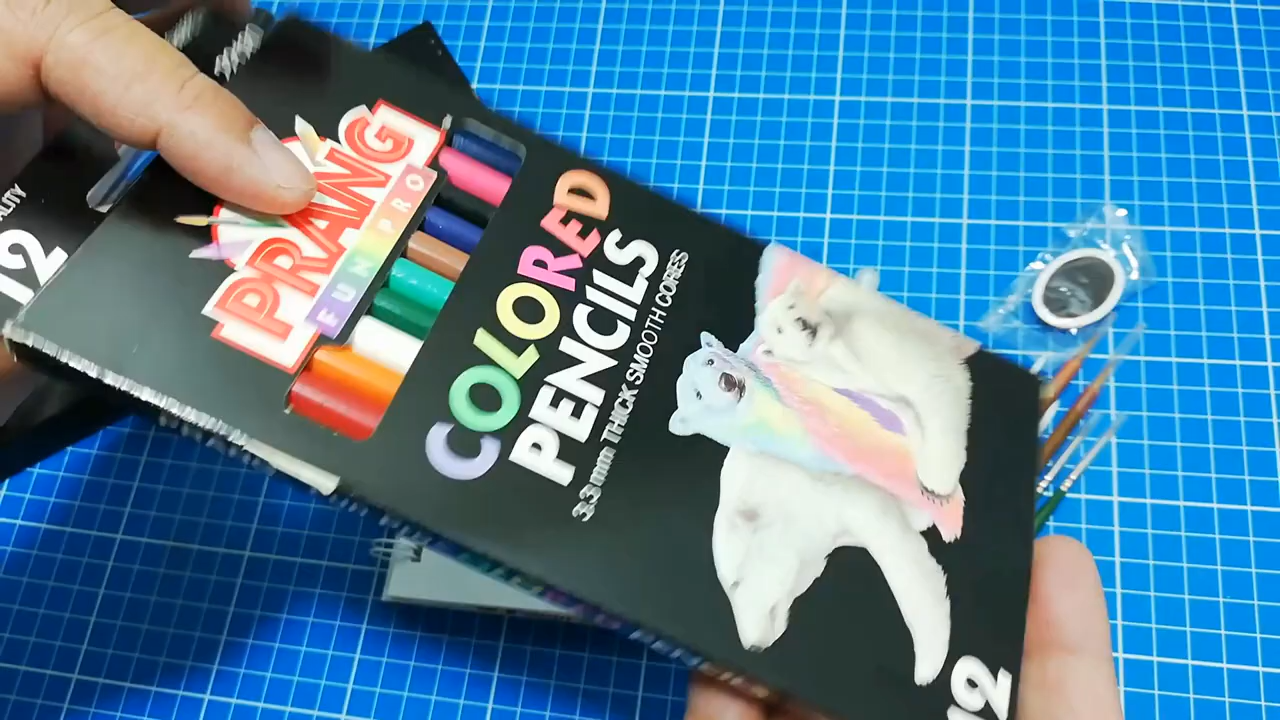 PRANG
FUN PRO
COLORED
PENCILS
3.3mm THICK SMOOTH CORES
12
12